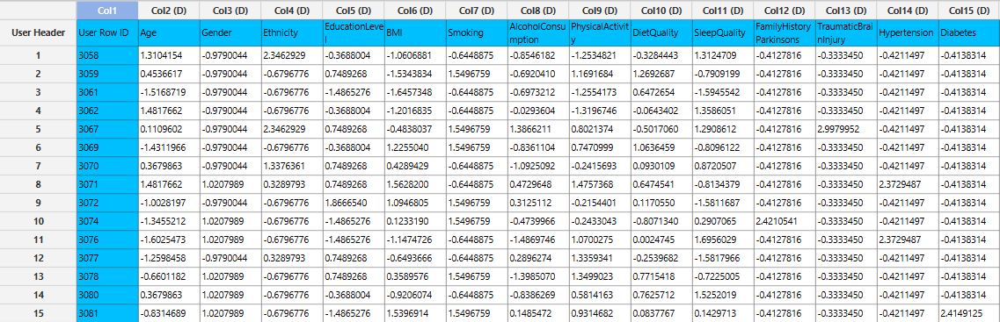 Col1 Col2 (D) Col3 (D) Col4 (D) Col5 (D) Col6 (D) Col7 (D) Col8 (D) Col9 (D) Col10 (D) Col11 (D) Col12 (D) Col13 (D) Col14 (D) Col15 (D)
User Header User Row ID Age Gender Ethnicity EducationLevel BMI Smoking AlcoholConsumption PhysicalActivity DietQuality SleepQuality FamilyHistoryParkinsons TraumaticBrainInjury Hypertension Diabetes
1 3058 1.3104154 -0.9790044 2.3462929 -0.3688004 -1.0606881 -0.6448875 -0.8546182 -1.2534821 -0.3284443 1.3124709 -0.4127816 -0.3333450 -0.4211497 -0.4138314
2 3059 0.4536617 -0.9790044 -0.6796776 0.7489268 -1.5343834 1.5496759 -0.6920410 1.1691684 1.2692687 -0.7909199 -0.4127816 -0.3333450 -0.4211497 -0.4138314
3 3061 -1.5168719 -0.9790044 -0.6796776 -1.4865276 -1.6457348 -0.6448875 -0.6973212 -1.2554173 0.6472654 -1.5945542 -0.4127816 -0.3333450 -0.4211497 -0.4138314
4 3062 1.4817662 -0.9790044 -0.6796776 -0.3688004 -1.2016835 -0.6448875 -0.0293604 -1.3196746 -0.0643402 1.3586051 -0.4127816 -0.3333450 -0.4211497 -0.4138314
5 3067 0.1109602 -0.9790044 2.3462929 0.7489268 -0.4838037 1.5496759 1.3866211 0.8021374 -0.5017060 1.2908612 -0.4127816 2.9979952 -0.4211497 -0.4138314
6 3069 -1.4311966 -0.9790044 -0.6796776 -0.3688004 1.2255040 1.5496759 -0.8361104 0.7470999 1.0636459 -0.8096122 -0.4127816 -0.3333450 -0.4211497 -0.4138314
7 3070 0.3679863 -0.9790044 1.3376361 0.7489268 0.4289429 -0.6448875 -1.0925092 -0.2415693 0.0930109 0.8720507 -0.4127816 -0.3333450 -0.4211497 -0.4138314
8 3071 1.4817662 1.0207989 0.3289793 0.7489268 1.5628200 -0.6448875 0.4729648 1.4757368 0.6474541 -0.8134379 -0.4127816 -0.3333450 2.3729487 -0.4138314
9 3072 -1.0028197 -0.9790044 -0.6796776 1.8666540 1.0946805 -0.6448875 0.3125112 -0.2154401 0.1170550 -1.5811687 -0.4127816 -0.3333450 -0.4211497 -0.4138314
10 3074 -1.3455212 1.0207989 -0.6796776 -1.4865276 0.1233190 1.5496759 -0.4739966 -0.2433043 -0.8071340 0.2907065 2.4210541 -0.3333450 -0.4211497 -0.4138314
11 3076 -1.6025473 1.0207989 -0.6796776 -1.4865276 -1.1474726 -0.6448875 -1.4869746 1.0700275 0.0024745 1.6956029 -0.4127816 -0.3333450 2.3729487 -0.4138314
12 3077 -1.2598458 -0.9790044 0.3289793 0.7489268 -0.6493666 -0.6448875 0.2896274 1.3359341 -0.2539682 -1.5817966 -0.4127816 -0.3333450 -0.4211497 -0.4138314
13 3078 -0.6601182 1.0207989 -0.6796776 0.7489268 0.3589576 -0.6448875 -1.3985070 1.3499023 0.7715418 -0.7225005 -0.4127816 -0.3333450 -0.4211497 -0.4138314
14 3080 0.3679863 1.0207989 -0.6796776 -0.3688004 -0.9206074 -0.6448875 -0.8386269 0.5814163 0.7625712 1.5252019 -0.4127816 -0.3333450 -0.4211497 -0.4138314
15 3081 -0.8314689 1.0207989 -0.6796776 -1.4865276 1.5396914 1.5496759 0.1485472 0.9314682 0.0837767 0.1429713 -0.4127816 -0.3333450 -0.4211497 2.4149125